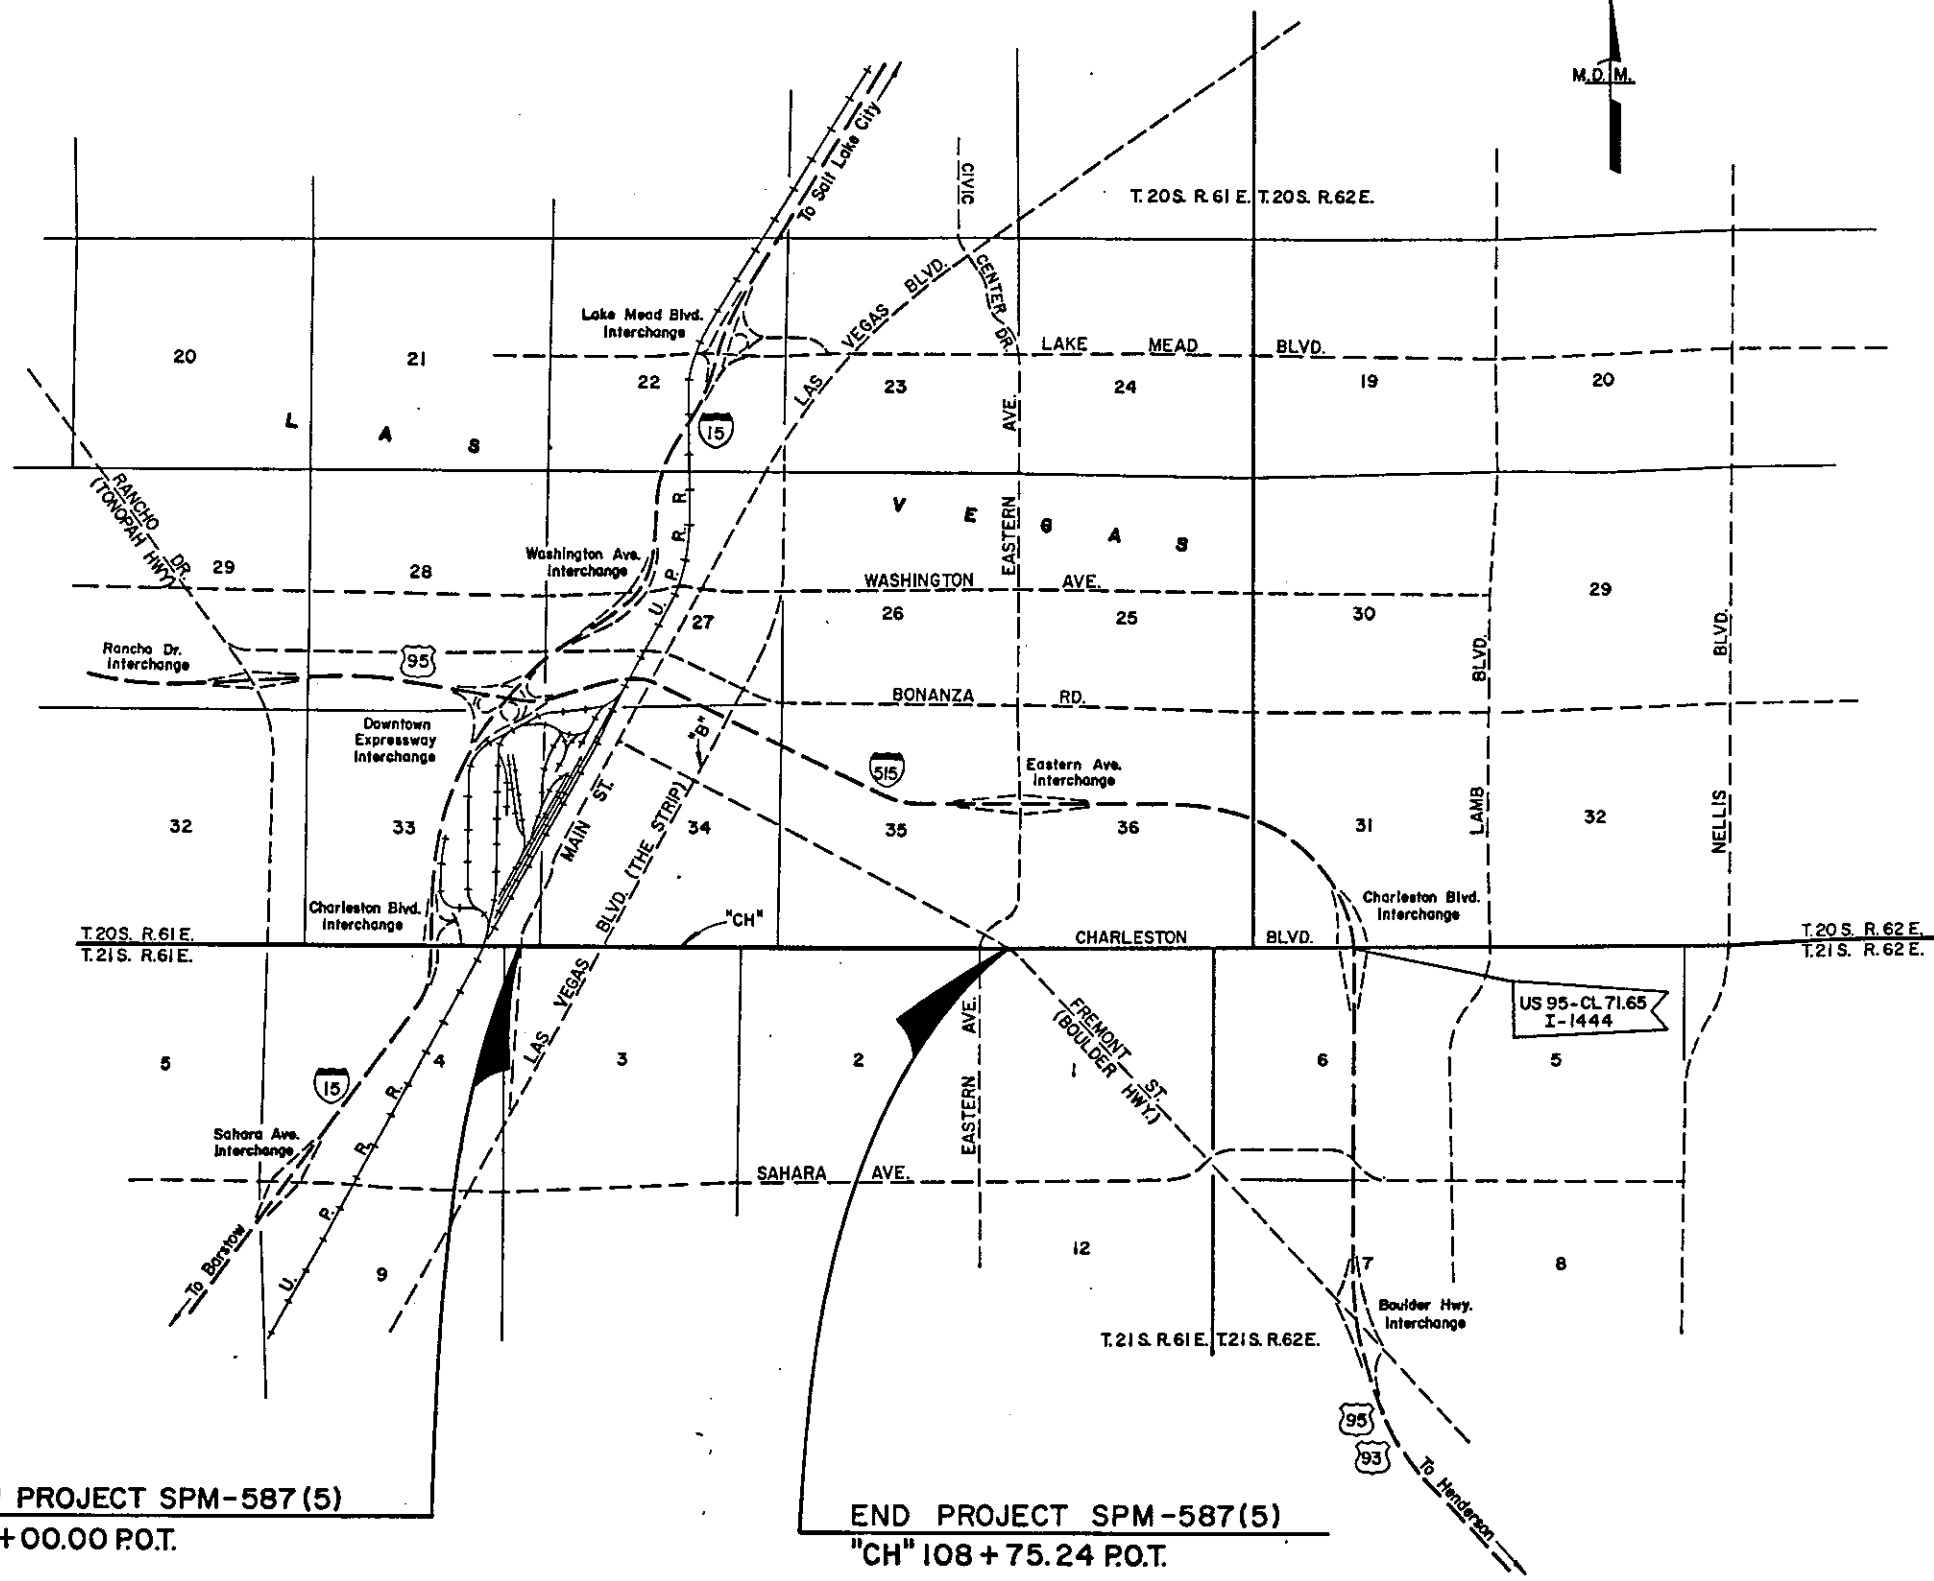 M.D.M.
To Salt Lake City
CIVIC
CENTER DR.
T. 20 S. R. 61 E. T. 20 S. R. 62 E.
LAS VEGAS BLVD.
Lake Mead Blvd.
Interchange
LAKE MEAD BLVD.
20
21
22
23
24
19
20
15
L A S
V E G A S
RANCHO DR.
(TONOPAH HWY.)
U. P. R. R.
EASTERN AVE.
Washington Ave.
Interchange
WASHINGTON AVE.
29
28
27
26
25
30
29
Rancho Dr.
Interchange
95
BONANZA RD.
LAMB BLVD.
NELLIS BLVD.
Downtown
Expressway
Interchange
"B"
515
Eastern Ave.
Interchange
MAIN ST.
LAS VEGAS BLVD. (THE STRIP)
32
33
34
35
36
31
32
Charleston Blvd.
Interchange
"CH"
Charleston Blvd.
Interchange
T. 20 S. R. 61 E.
T. 21 S. R. 61 E.
CHARLESTON BLVD.
T. 20 S. R. 62 E.
T. 21 S. R. 62 E.
US 95-CL 71.65
I-1444
FREMONT ST.
(BOULDER HWY.)
EASTERN AVE.
5
4
3
2
1
6
5
15
Sahara Ave.
Interchange
SAHARA AVE.
U. P. R. R.
To Barstow
9
12
7
8
Boulder Hwy.
Interchange
T. 21 S. R. 61 E. T. 21 S. R. 62 E.
95
93
To Henderson
PROJECT SPM-587(5)
+00.00 P.O.T.
END PROJECT SPM-587(5)
"CH" 108+75.24 P.O.T.